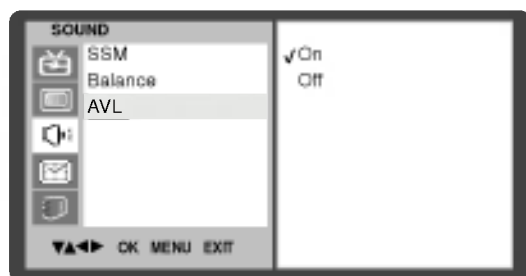 SOUND
SSM
Balance
AVL
▼▲◄► OK MENU EXIT
✓On
Off